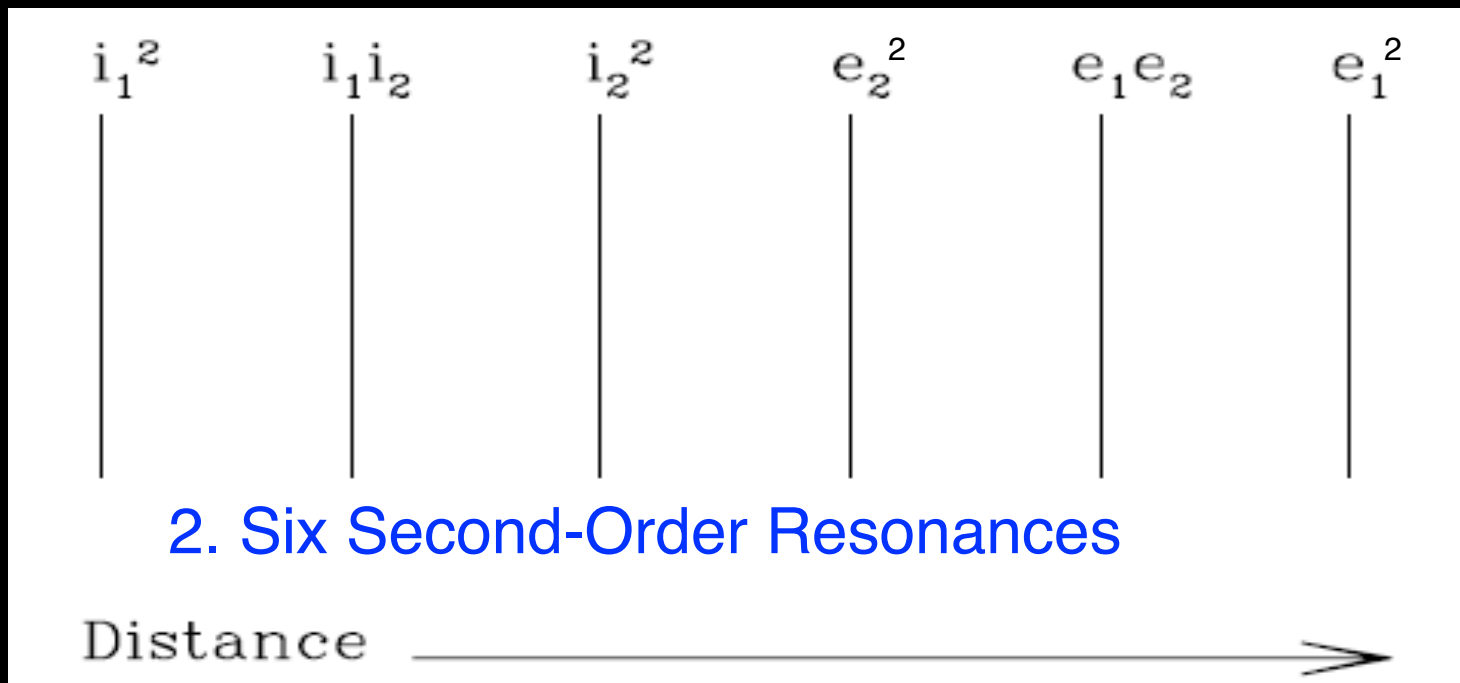 i₁² i₁i₂ i₂² e₂² e₁e₂ e₁²
2. Six Second-Order Resonances
Distance